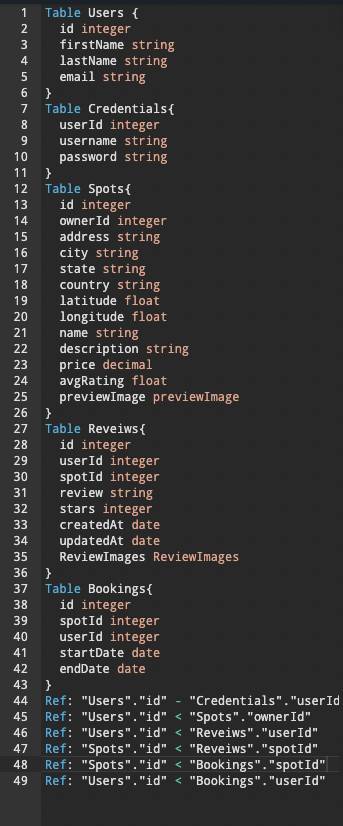 1 Table Users {
2 id integer
3 firstName string
4 lastName string
5 email string
6 }
7 Table Credentials{
8 userId integer
9 username string
10 password string
11 }
12 Table Spots{
13 id integer
14 ownerId integer
15 address string
16 city string
17 state string
18 country string
19 latitude float
20 longitude float
21 name string
22 description string
23 price decimal
24 avgRating float
25 previewImage previewImage
26 }
27 Table Reveiws{
28 id integer
29 userId integer
30 spotId integer
31 review string
32 stars integer
33 createdAt date
34 updatedAt date
35 ReviewImages ReviewImages
36 }
37 Table Bookings{
38 id integer
39 spotId integer
40 userId integer
41 startDate date
42 endDate date
43 }
44 Ref: "Users"."id" - "Credentials"."userId
45 Ref: "Users"."id" < "Spots"."ownerId"
46 Ref: "Users"."id" < "Reveiws"."userId"
47 Ref: "Spots"."id" < "Reveiws"."spotId"
48 Ref: "Spots"."id" < "Bookings"."spotId"
49 Ref: "Users"."id" < "Bookings"."userId"